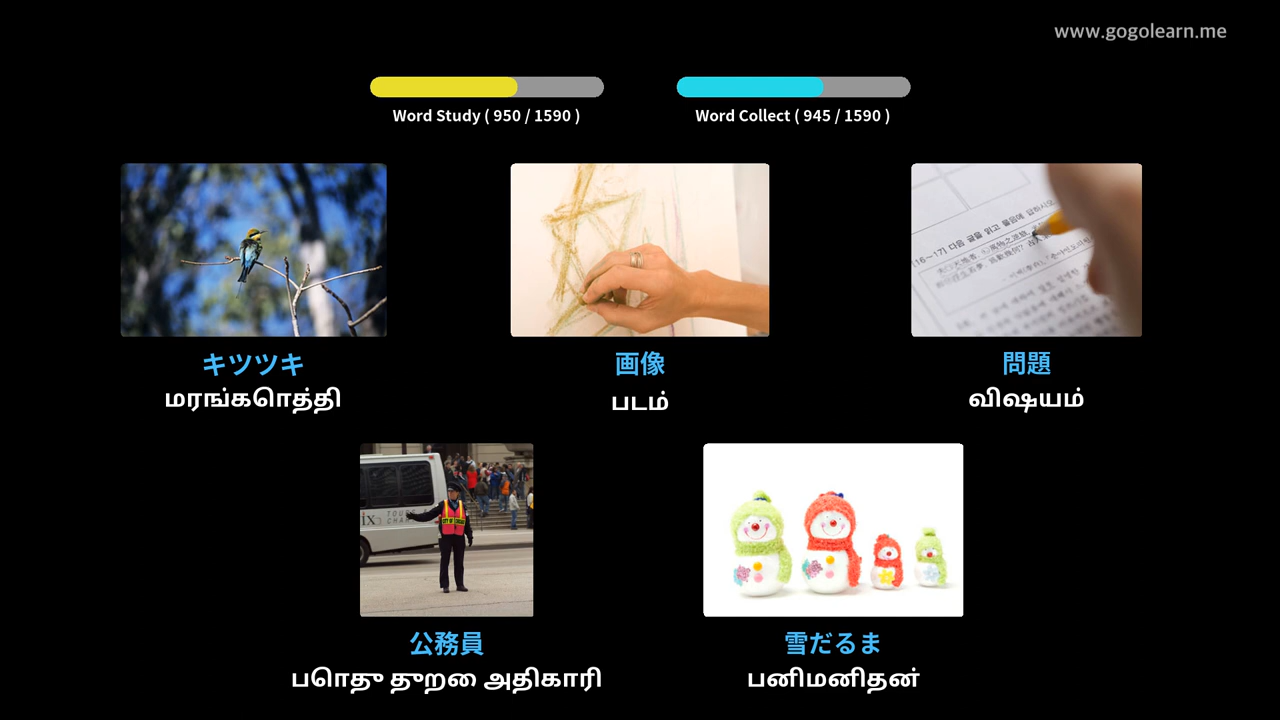 www.gogolearn.me
Word Study ( 950 / 1590 )
Word Collect ( 945 / 1590 )
キツツキ
மரங்கொத்தி
画像
படம்
問題
விஷயம்
公務員
பொது துறை அதிகாரி
雪だるま
பனிமனிதன்